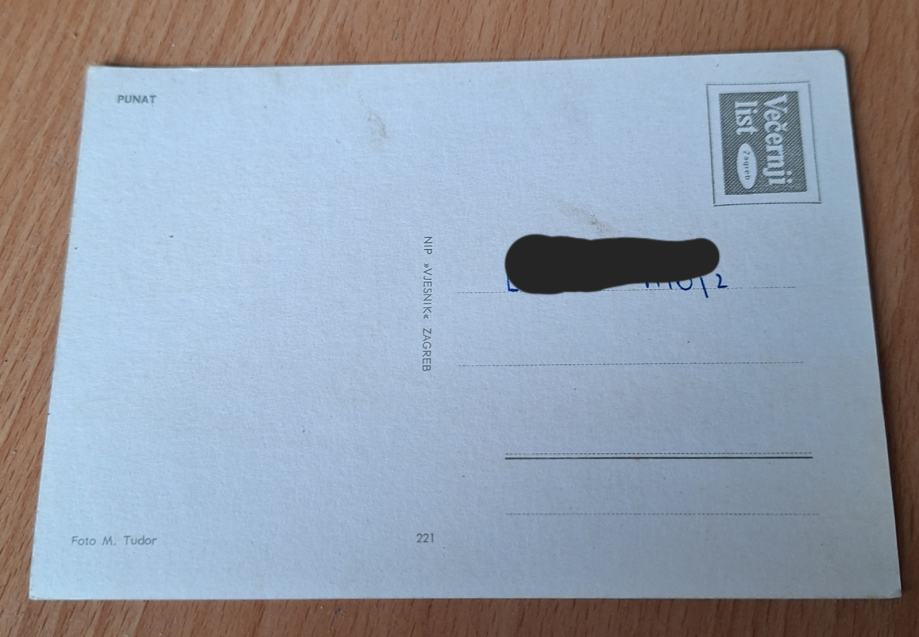 PUNAT
Večernji
list
Zagreb
NIP »VJESNIK« ZAGREB
Foto M. Tudor
221